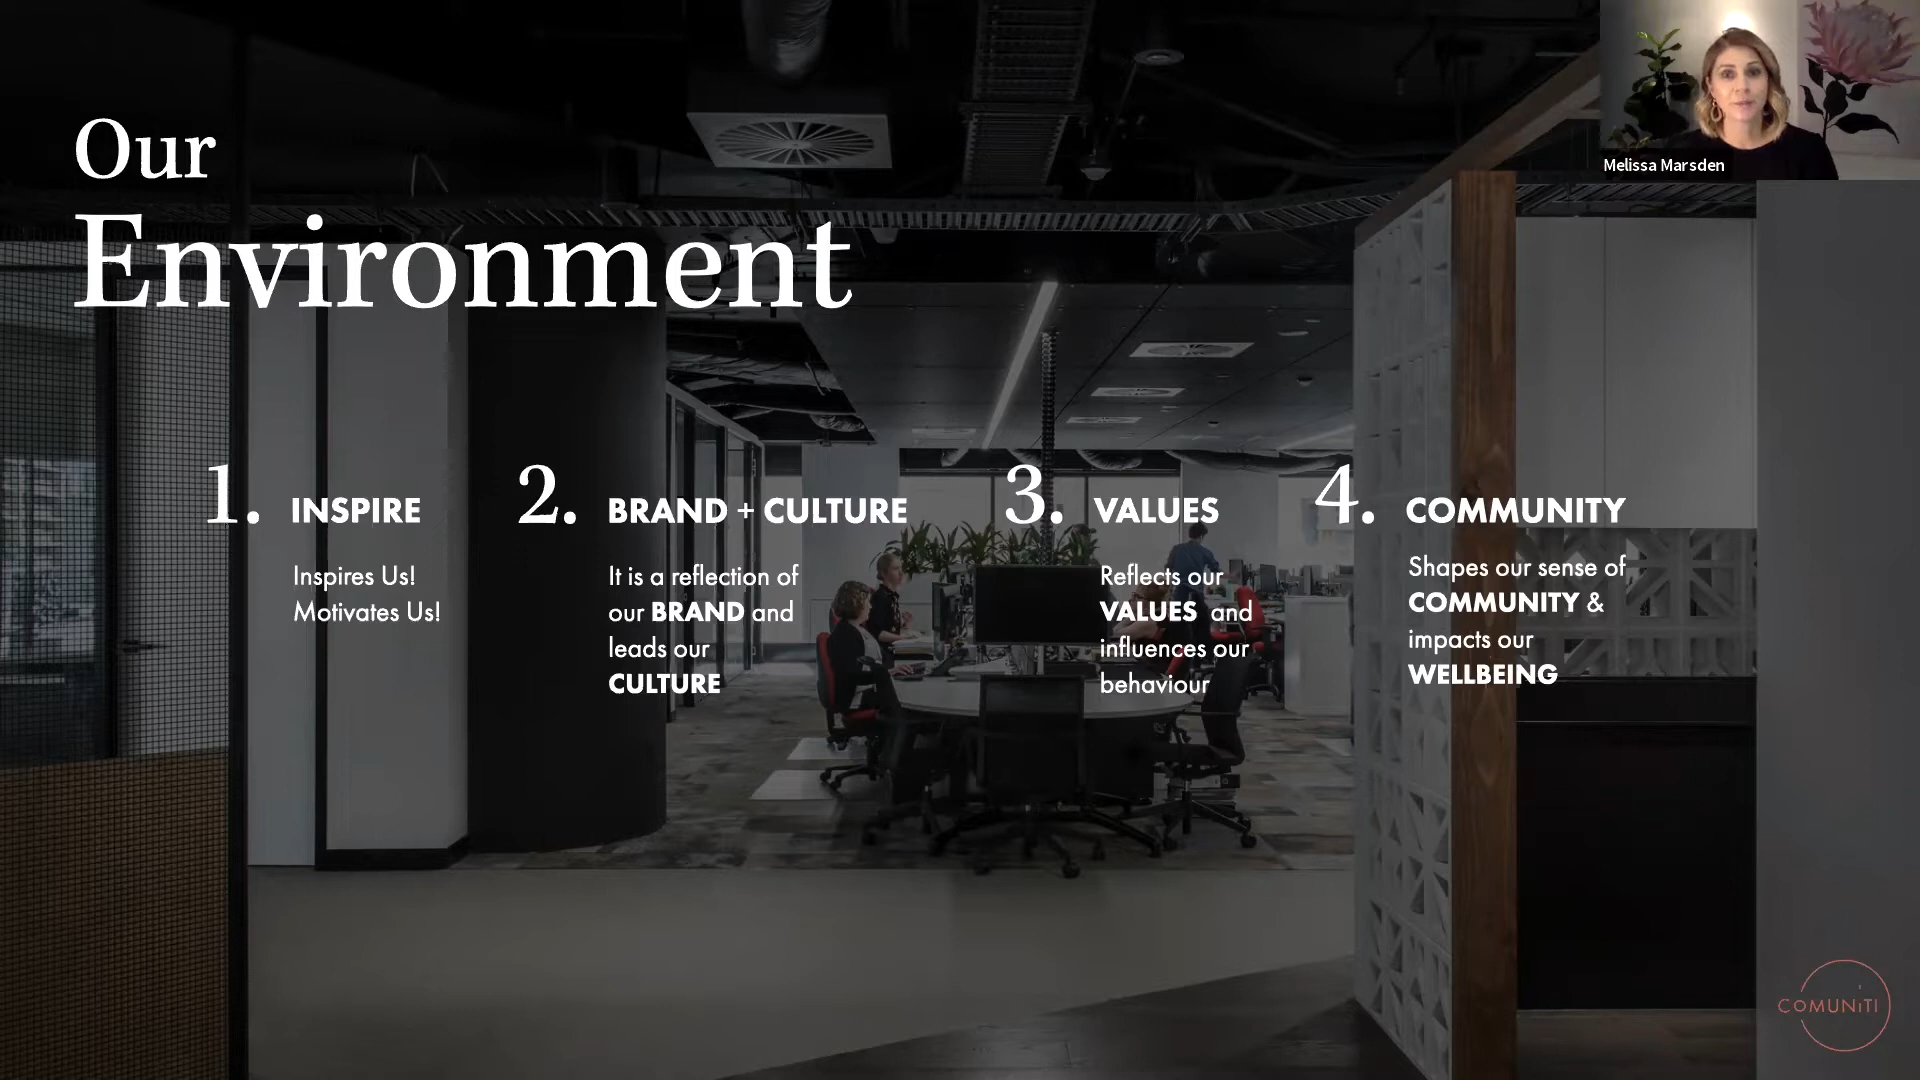 Melissa Marsden
Our
Environment
1. INSPIRE
Inspires Us!
Motivates Us!
2. BRAND + CULTURE
It is a reflection of
our BRAND and
leads our
CULTURE
3. VALUES
Reflects our
VALUES and
influences our
behaviour
4. COMMUNITY
Shapes our sense of
COMMUNITY &
impacts our
WELLBEING
COMUNiTI